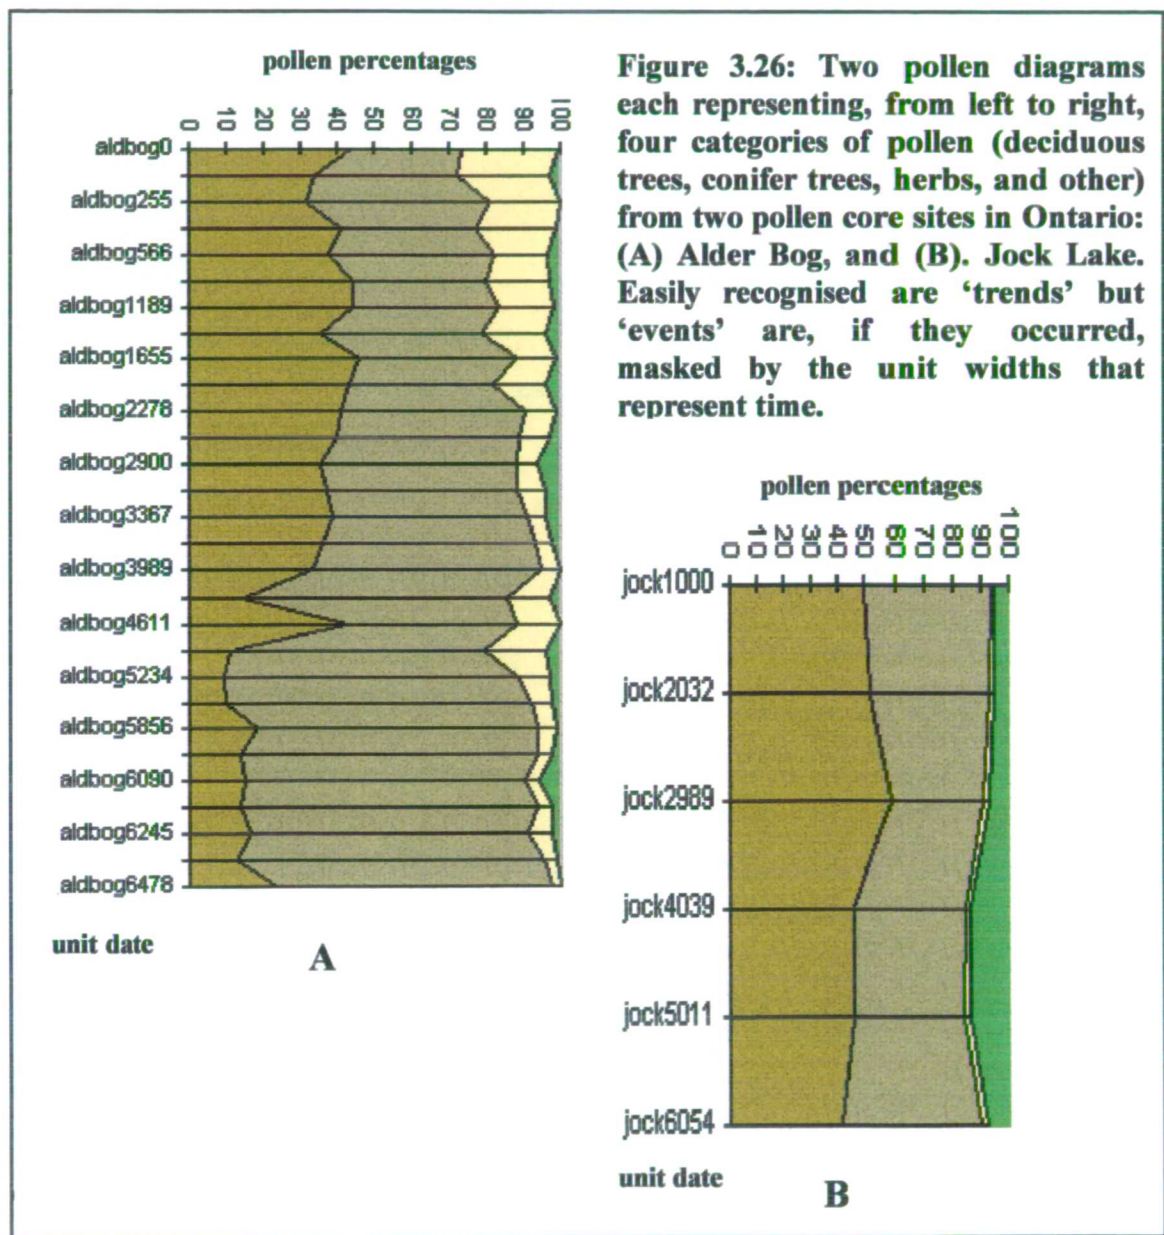 pollen percentages
0 10 20 30 40 50 60 70 80 90 100
aldbog0
aldbog255
aldbog566
aldbog1189
aldbog1655
aldbog2278
aldbog2900
aldbog3367
aldbog3989
aldbog4611
aldbog5234
aldbog5856
aldbog6090
aldbog6245
aldbog6478
unit date
A
Figure 3.26: Two pollen diagrams
each representing, from left to right,
four categories of pollen (deciduous
trees, conifer trees, herbs, and other)
from two pollen core sites in Ontario:
(A) Alder Bog, and (B). Jock Lake.
Easily recognised are ‘trends’ but
‘events’ are, if they occurred,
masked by the unit widths that
represent time.
pollen percentages
0 10 20 30 40 50 60 70 80 90 100
jock1000
jock2032
jock2989
jock4039
jock5011
jock6054
unit date
B